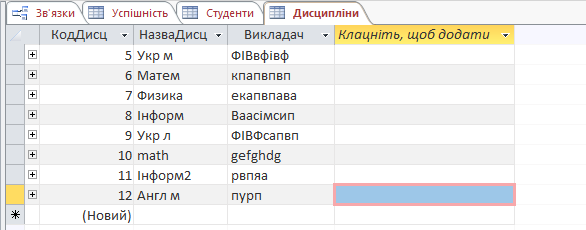 Зв'язки Успішність Студенти Дисципліни
КодДисц НазваДисц Викладач Клацніть, щоб додати
5 Укр м ФІВвфівф
6 Матем кпапвпвп
7 Физика екапвпава
8 Інформ Ваасімсип
9 Укр л ФІВФсапвп
10 math gefghdg
11 Інформ2 рвпяа
12 Англ м пурп
(Новий)